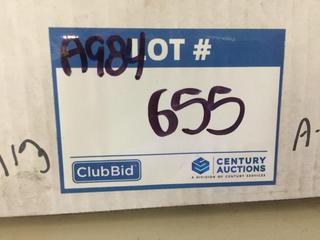 A984 LOT #
655
ClubBid
CENTURY
AUCTIONS
A DIVISION OF CENTURY SERVICES
A-